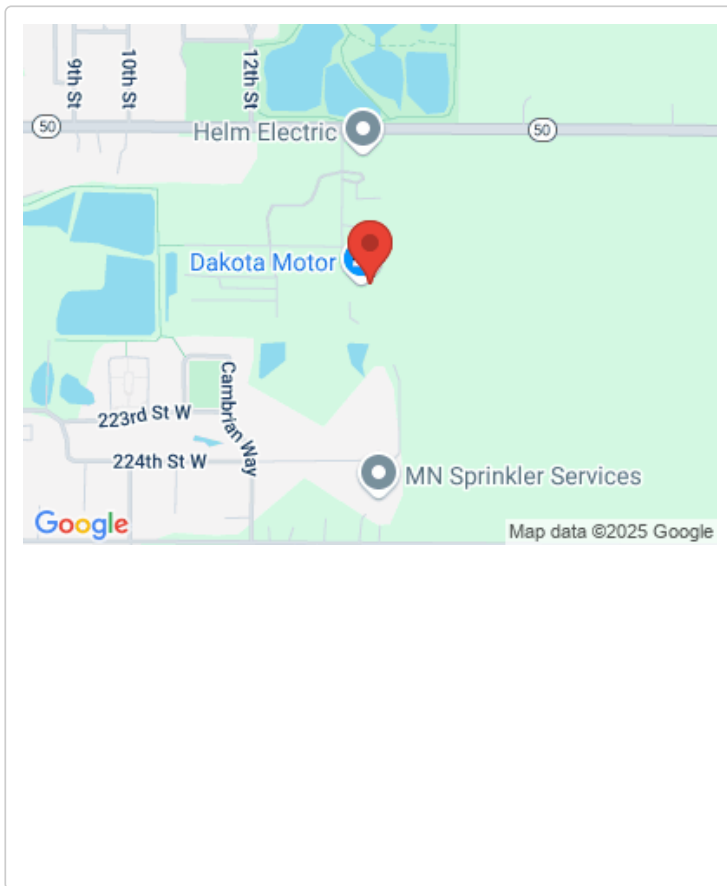 9th St
10th St
12th St
50
Helm Electric
50
Dakota Motor
Cambrian Way
223rd St W
224th St W
MN Sprinkler Services
Google
Map data ©2025 Google